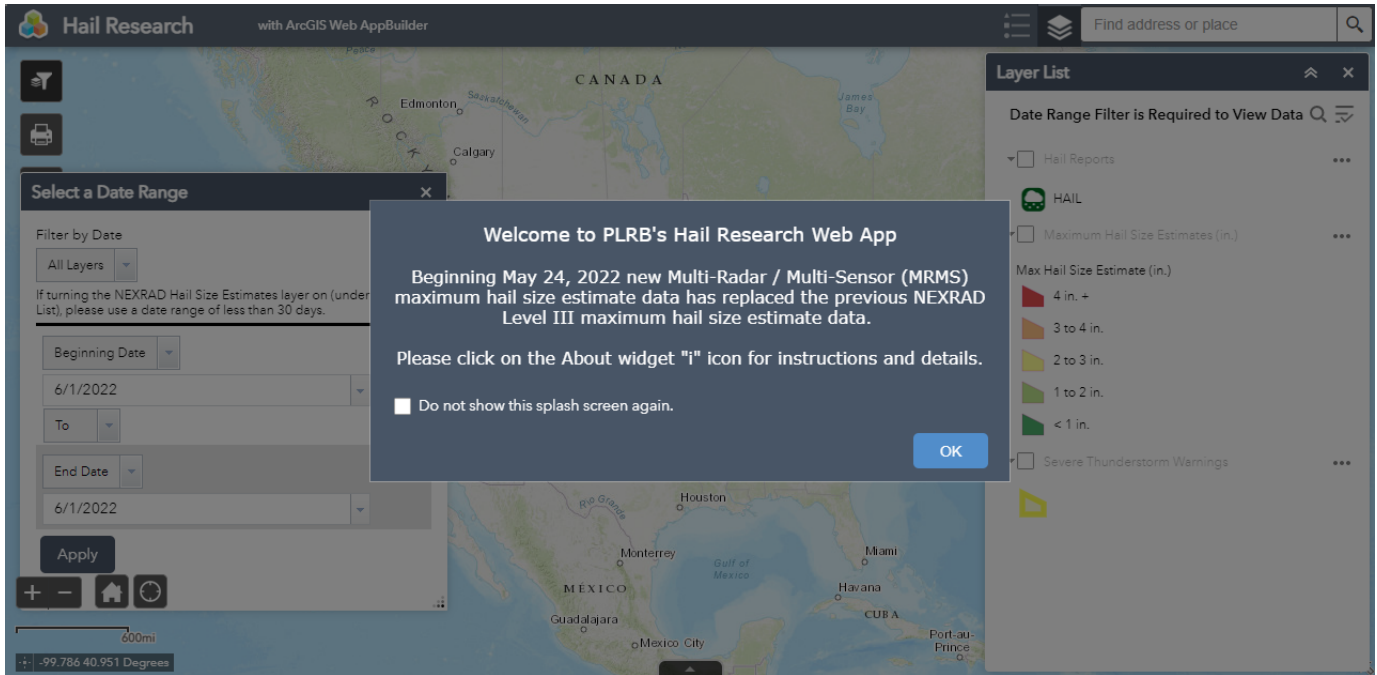 Hail Research
with ArcGIS Web AppBuilder
Find address or place
CANADA
Edmonton
Saskatchewan
James
Bay
ROCKY
Calgary
Select a Date Range
Filter by Date
All Layers
If turning the NEXRAD Hail Size Estimates layer on (under
List), please use a date range of less than 30 days.
Beginning Date
6/1/2022
To
End Date
6/1/2022
Apply
Welcome to PLRB's Hail Research Web App
Beginning May 24, 2022 new Multi-Radar / Multi-Sensor (MRMS)
maximum hail size estimate data has replaced the previous NEXRAD
Level III maximum hail size estimate data.
Please click on the About widget "i" icon for instructions and details.
Do not show this splash screen again.
OK
Layer List
Date Range Filter is Required to View Data
Hail Reports
HAIL
Maximum Hail Size Estimates (in.)
Max Hail Size Estimate (in.)
4 in. +
3 to 4 in.
2 to 3 in.
1 to 2 in.
< 1 in.
Severe Thunderstorm Warnings
Rio Grande
Houston
Monterrey
Gulf of
Mexico
Miami
MÉXICO
Havana
CUBA
Guadalajara
Mexico City
Port-au-
Prince
600mi
-99.786 40.951 Degrees